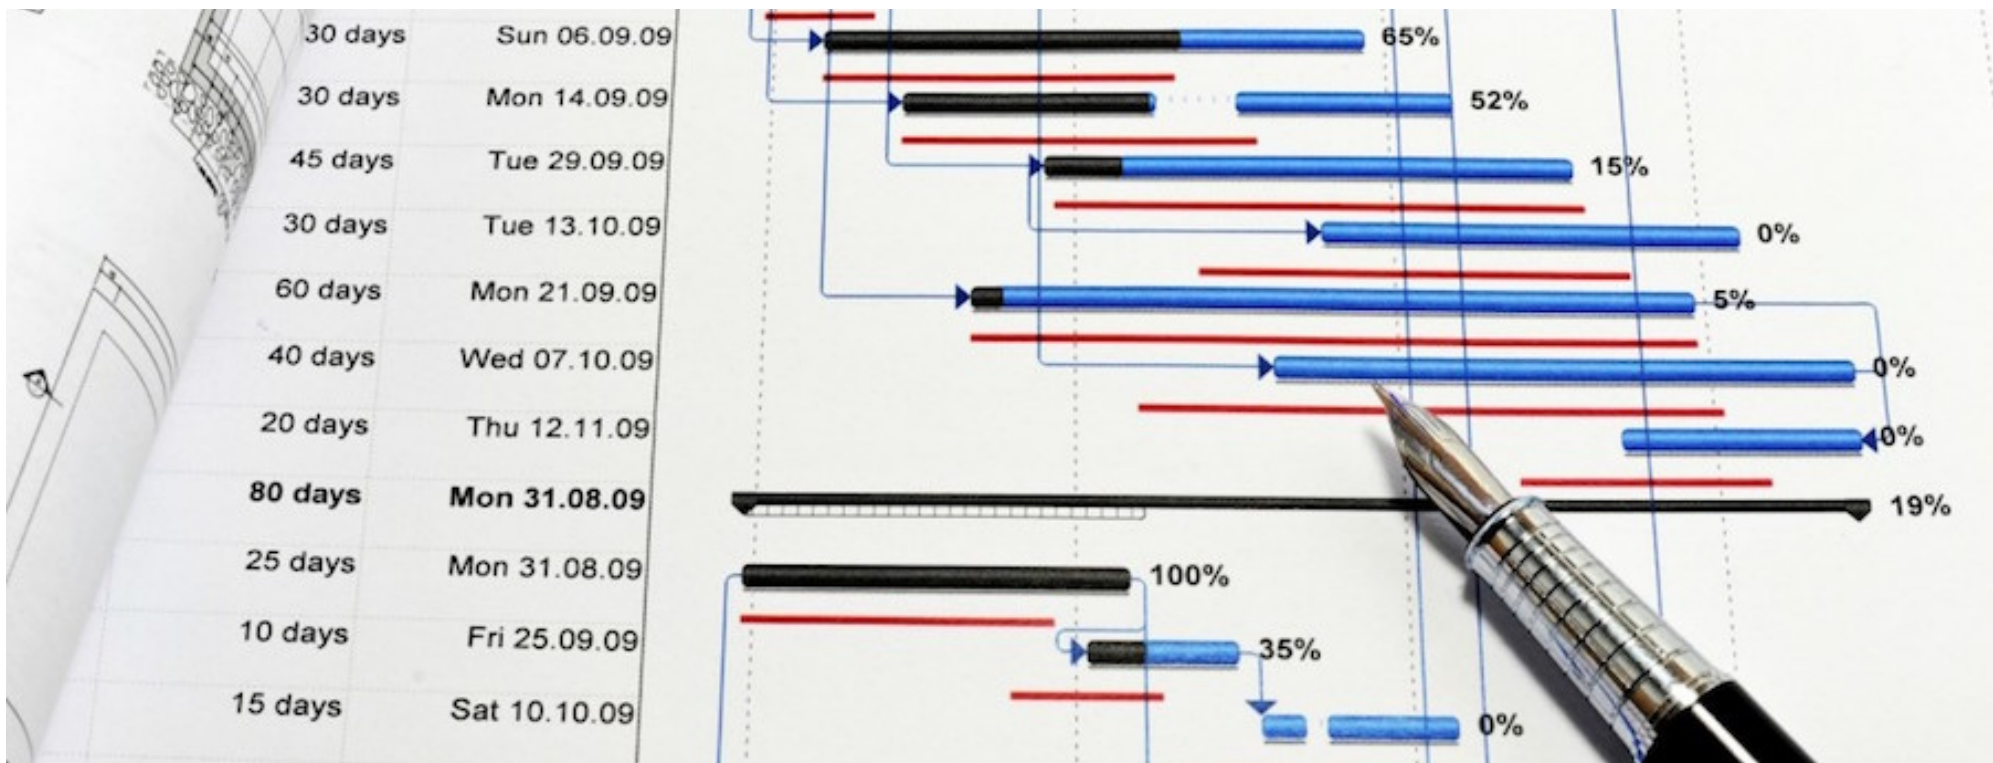 30 days Sun 06.09.09 65%
30 days Mon 14.09.09 52%
45 days Tue 29.09.09 15%
30 days Tue 13.10.09 0%
60 days Mon 21.09.09 5%
40 days Wed 07.10.09 0%
20 days Thu 12.11.09 0%
80 days Mon 31.08.09 19%
25 days Mon 31.08.09 100%
10 days Fri 25.09.09 35%
15 days Sat 10.10.09 0%